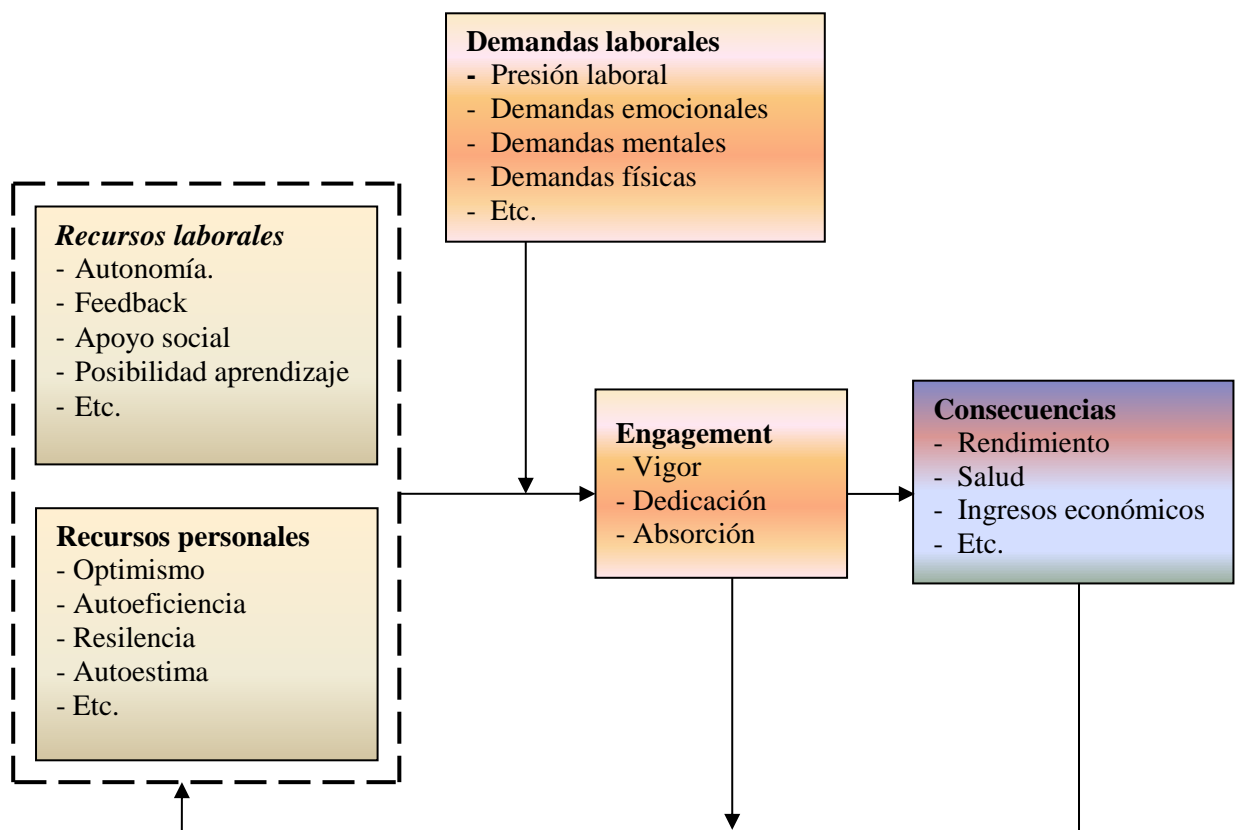 Demandas laborales
- Presión laboral
- Demandas emocionales
- Demandas mentales
- Demandas físicas
- Etc.
Recursos laborales
- Autonomía.
- Feedback
- Apoyo social
- Posibilidad aprendizaje
- Etc.
Recursos personales
- Optimismo
- Autoeficiencia
- Resilencia
- Autoestima
- Etc.
Engagement
- Vigor
- Dedicación
- Absorción
Consecuencias
- Rendimiento
- Salud
- Ingresos económicos
- Etc.